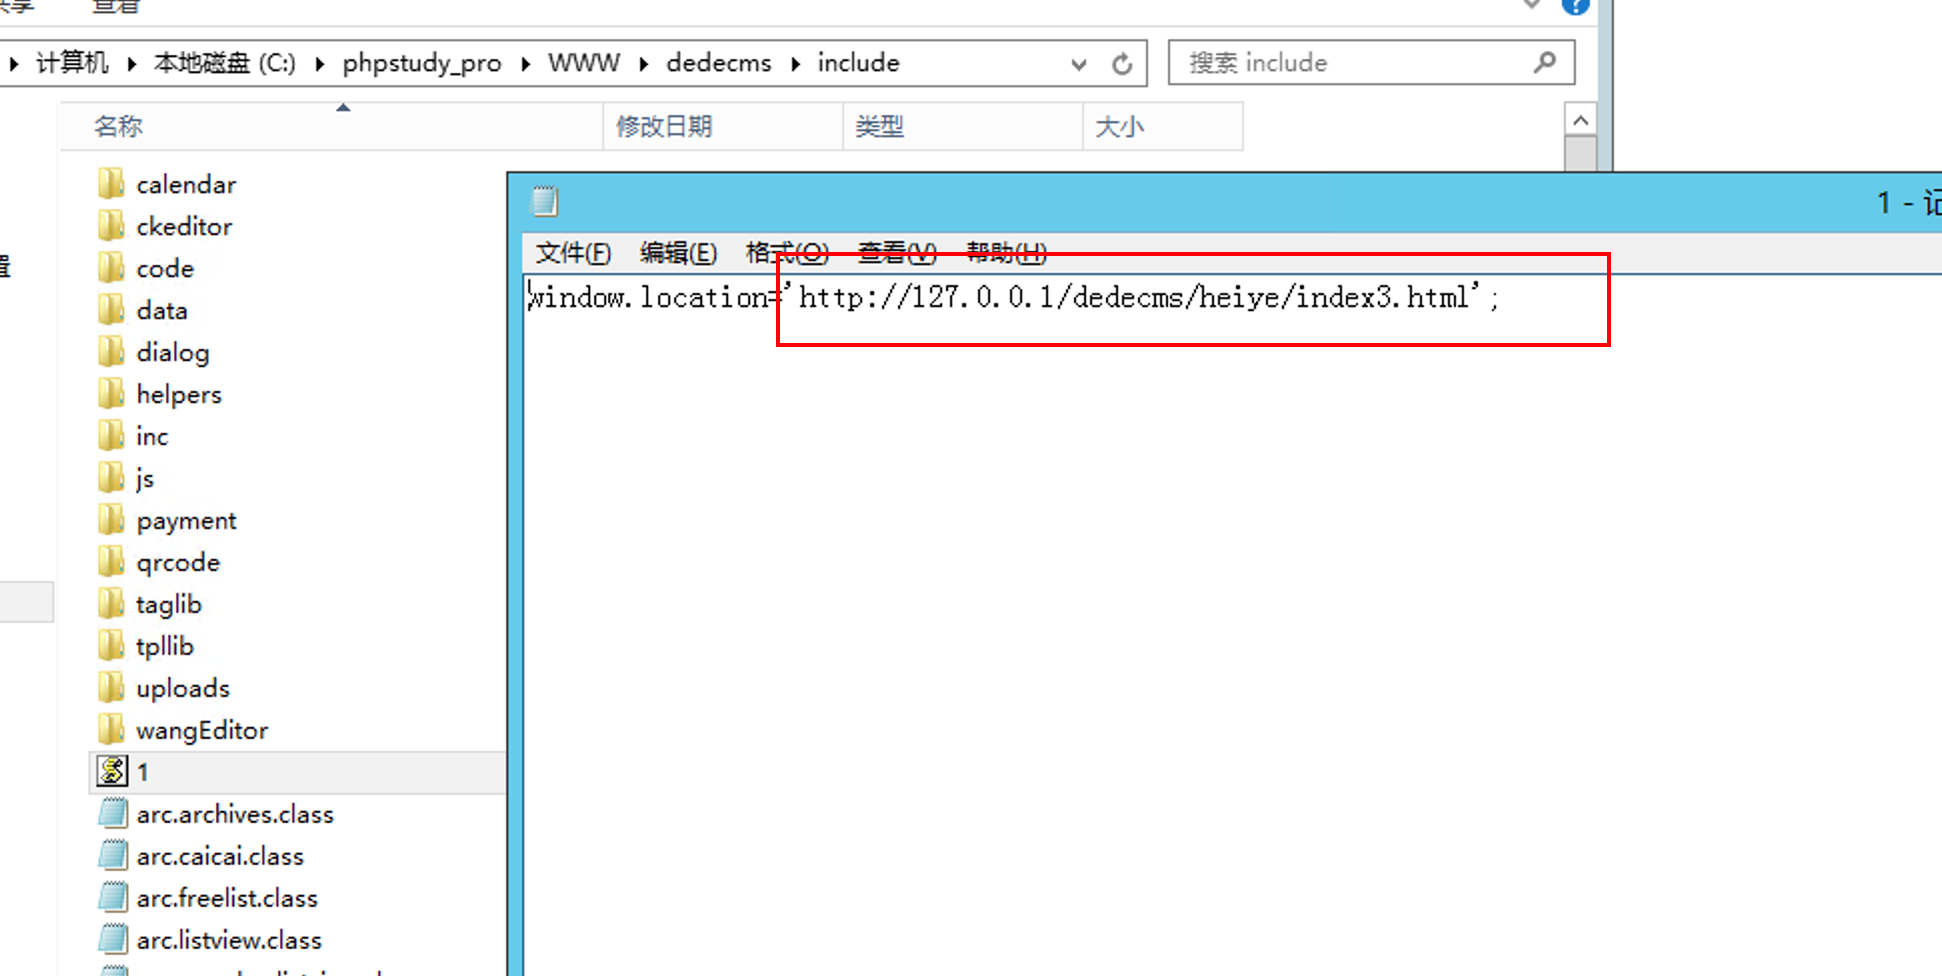 共享 查看
计算机 本地磁盘 (C:) phpstudy_pro WWW dedecms include
搜索 include
名称 修改日期 类型 大小
calendar
ckeditor
code
data
dialog
helpers
inc
js
payment
qrcode
taglib
tpllib
uploads
wangEditor
1
arc.archives.class
arc.caicai.class
arc.freelist.class
arc.listview.class
置
1 - 记
文件(F) 编辑(E) 格式(O) 查看(V) 帮助(H)
window.location='http://127.0.0.1/dedecms/heiye/index3.html';